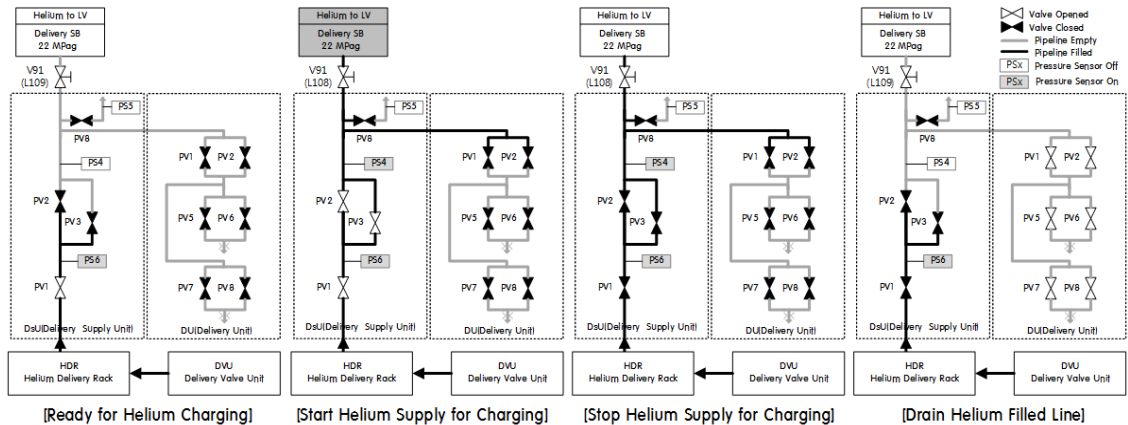 Helium to LV
Delivery SB
22 MPag
V91
(L109)
PS5
PV8
PV1
PV2
PS4
PV2
PV3
PV5
PV6
PS6
PV1
PV7
PV8
DsU(Delivery Supply Unit)
DU(Delivery Unit)
HDR
Helium Delivery Rack
DVU
Delivery Valve Unit
[Ready for Helium Charging]
Helium to LV
Delivery SB
22 MPag
V91
(L108)
PS5
PV8
PV1
PV2
PS4
PV2
PV3
PV5
PV6
PS6
PV1
PV7
PV8
DsU(Delivery Supply Unit)
DU(Delivery Unit)
HDR
Helium Delivery Rack
DVU
Delivery Valve Unit
[Start Helium Supply for Charging]
Helium to LV
Delivery SB
22 MPag
V91
(L108)
PS5
PV8
PV1
PV2
PS4
PV2
PV3
PV5
PV6
PS6
PV1
PV7
PV8
DsU(Delivery Supply Unit)
DU(Delivery Unit)
HDR
Helium Delivery Rack
DVU
Delivery Valve Unit
[Stop Helium Supply for Charging]
Helium to LV
Delivery SB
22 MPag
V91
(L109)
PS5
PV8
PV1
PV2
PS4
PV2
PV3
PV5
PV6
PS6
PV1
PV7
PV8
DsU(Delivery Supply Unit)
DU(Delivery Unit)
HDR
Helium Delivery Rack
DVU
Delivery Valve Unit
[Drain Helium Filled Line]
Valve Opened
Valve Closed
Pipeline Empty
Pipeline Filled
PSx Pressure Sensor Off
PSx Pressure Sensor On